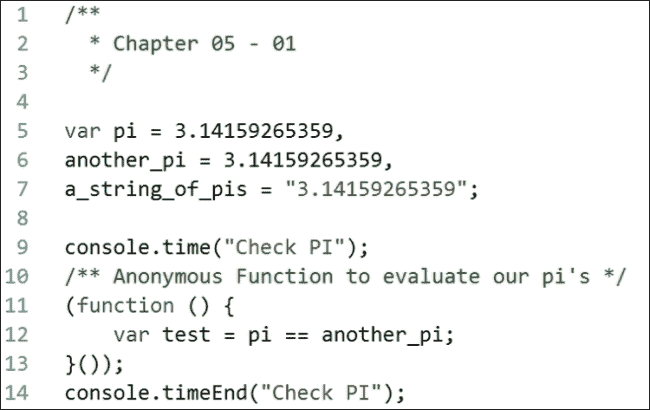 1 /**
2   * Chapter 05 - 01
3   */
4
5 var pi = 3.14159265359,
6 another_pi = 3.14159265359,
7 a_string_of_pis = "3.14159265359";
8
9 console.time("Check PI");
10 /** Anonymous Function to evaluate our pi's */
11 (function () {
12     var test = pi == another_pi;
13 }());
14 console.timeEnd("Check PI");